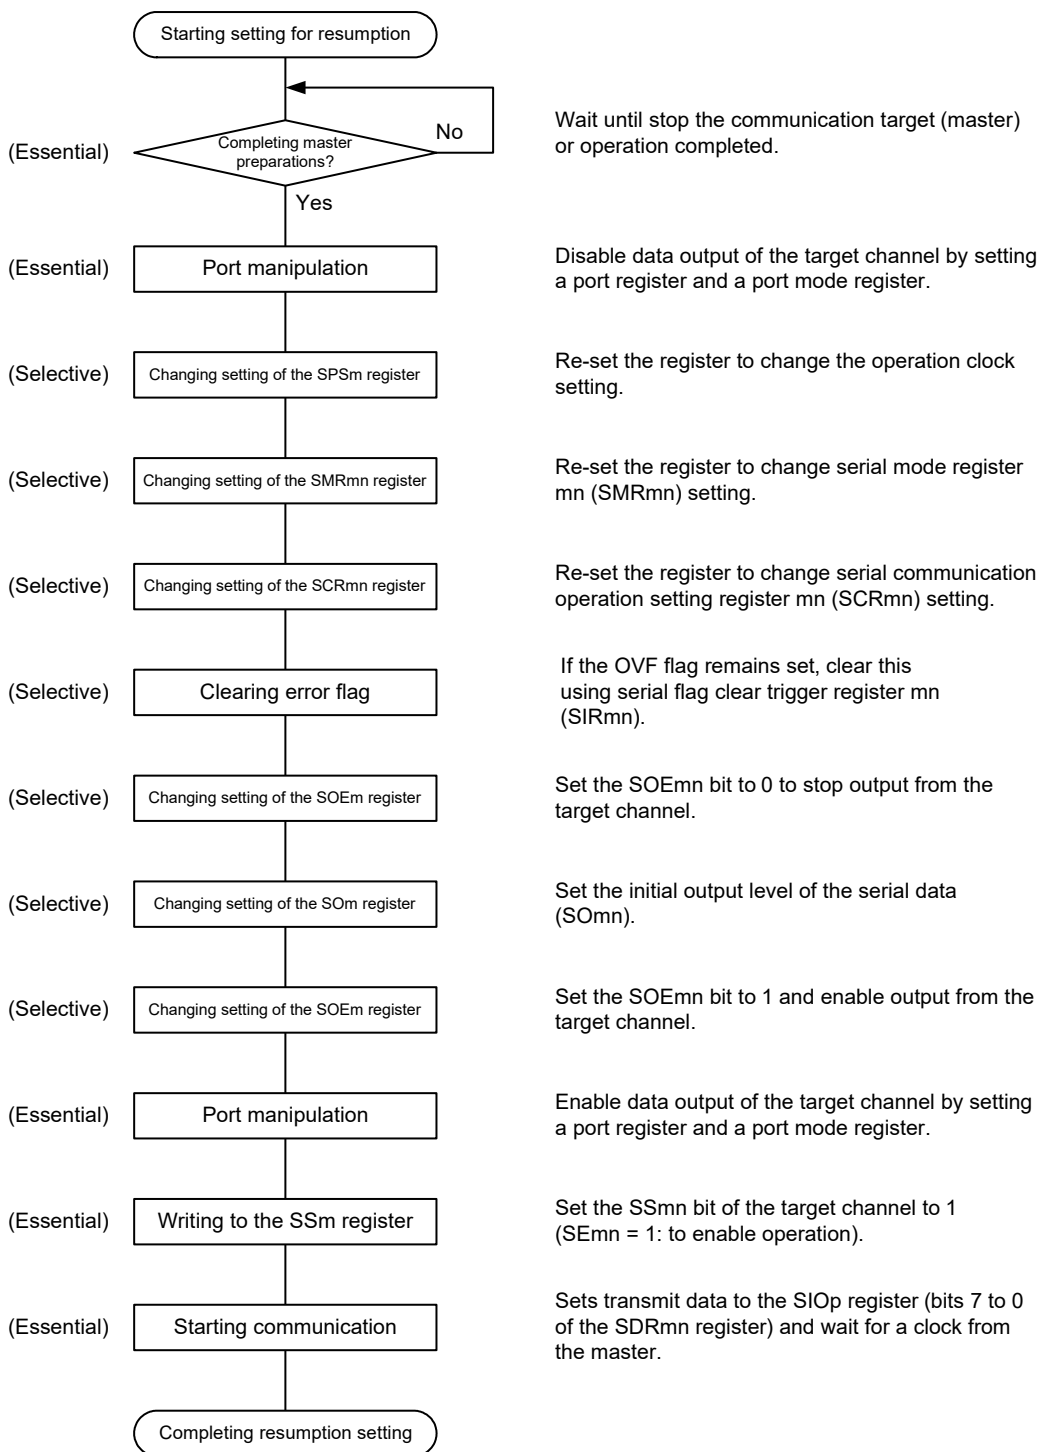 Starting setting for resumption
(Essential)
Completing master
preparations?
No
Wait until stop the communication target (master)
or operation completed.
Yes
(Essential)
Port manipulation
Disable data output of the target channel by setting
a port register and a port mode register.
(Selective)
Changing setting of the SPSm register
Re-set the register to change the operation clock
setting.
(Selective)
Changing setting of the SMRmn register
Re-set the register to change serial mode register
mn (SMRmn) setting.
(Selective)
Changing setting of the SCRmn register
Re-set the register to change serial communication
operation setting register mn (SCRmn) setting.
(Selective)
Clearing error flag
If the OVF flag remains set, clear this
using serial flag clear trigger register mn
(SIRmn).
(Selective)
Changing setting of the SOEm register
Set the SOEmn bit to 0 to stop output from the
target channel.
(Selective)
Changing setting of the SOm register
Set the initial output level of the serial data
(SOmn).
(Selective)
Changing setting of the SOEm register
Set the SOEmn bit to 1 and enable output from the
target channel.
(Essential)
Port manipulation
Enable data output of the target channel by setting
a port register and a port mode register.
(Essential)
Writing to the SSm register
Set the SSmn bit of the target channel to 1
(SEmn = 1: to enable operation).
(Essential)
Starting communication
Sets transmit data to the SIOp register (bits 7 to 0
of the SDRmn register) and wait for a clock from
the master.
Completing resumption setting